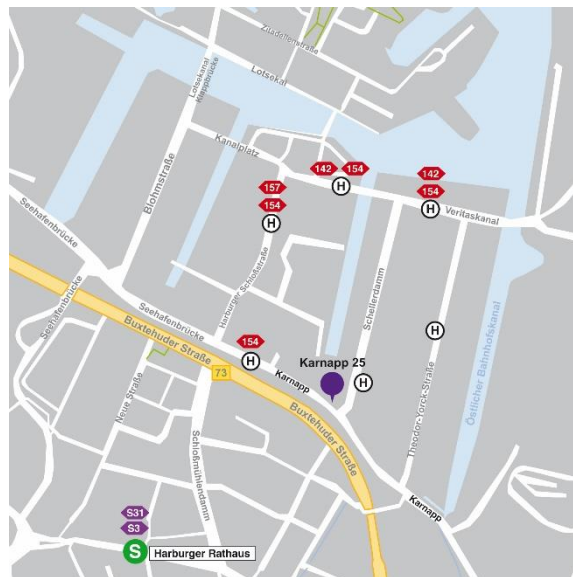 Zitadellenstraße
Lotsekai
Lotsekanal
Klappbrücke
Kanalplatz
142
154
142
154
157
154
H
H
H
Veritaskanal
Blohmstraße
Seehafenbrücke
Harburger Schloßstraße
Schellerdamm
Östlicher Bahnhofskanal
Seehafenbrücke
Seehafenbrücke
Buxtehuder Straße
154
H
H
Theodor-Yorck-Straße
Karnapp 25
H
73
Karnapp
Neue Straße
Buxtehuder Straße
Schloßmühlendamm
Karnapp
S31
S3
S
Harburger Rathaus